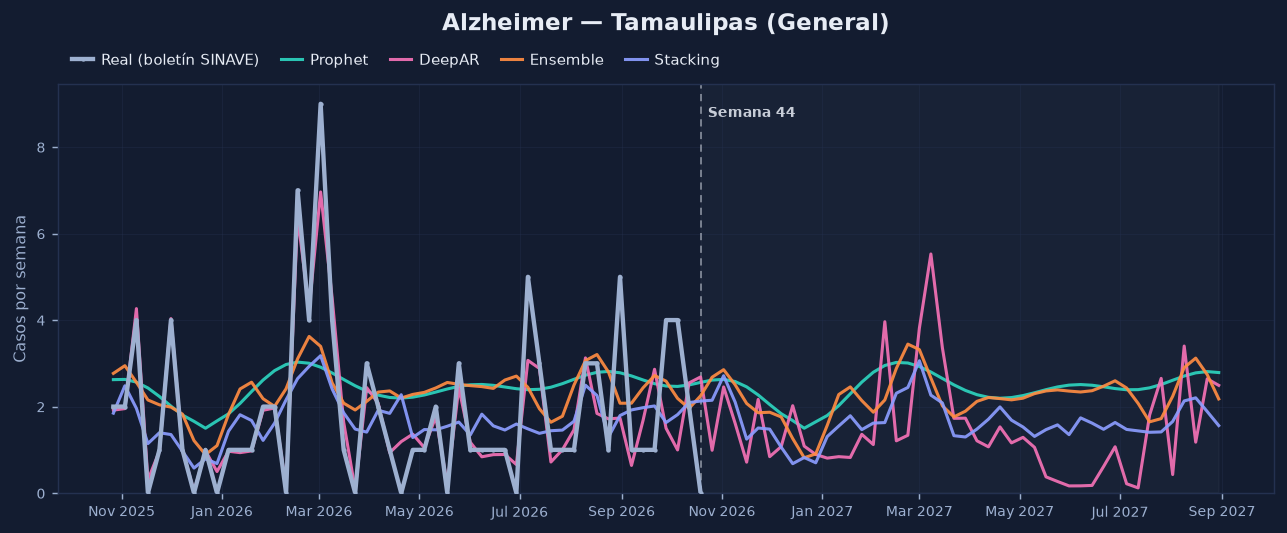 Alzheimer — Tamaulipas (General)
Real (boletín SINAVE) Prophet DeepAR Ensemble Stacking
Semana 44
Casos por semana
8
6
4
2
0
Nov 2025 Jan 2026 Mar 2026 May 2026 Jul 2026 Sep 2026 Nov 2026 Jan 2027 Mar 2027 May 2027 Jul 2027 Sep 2027